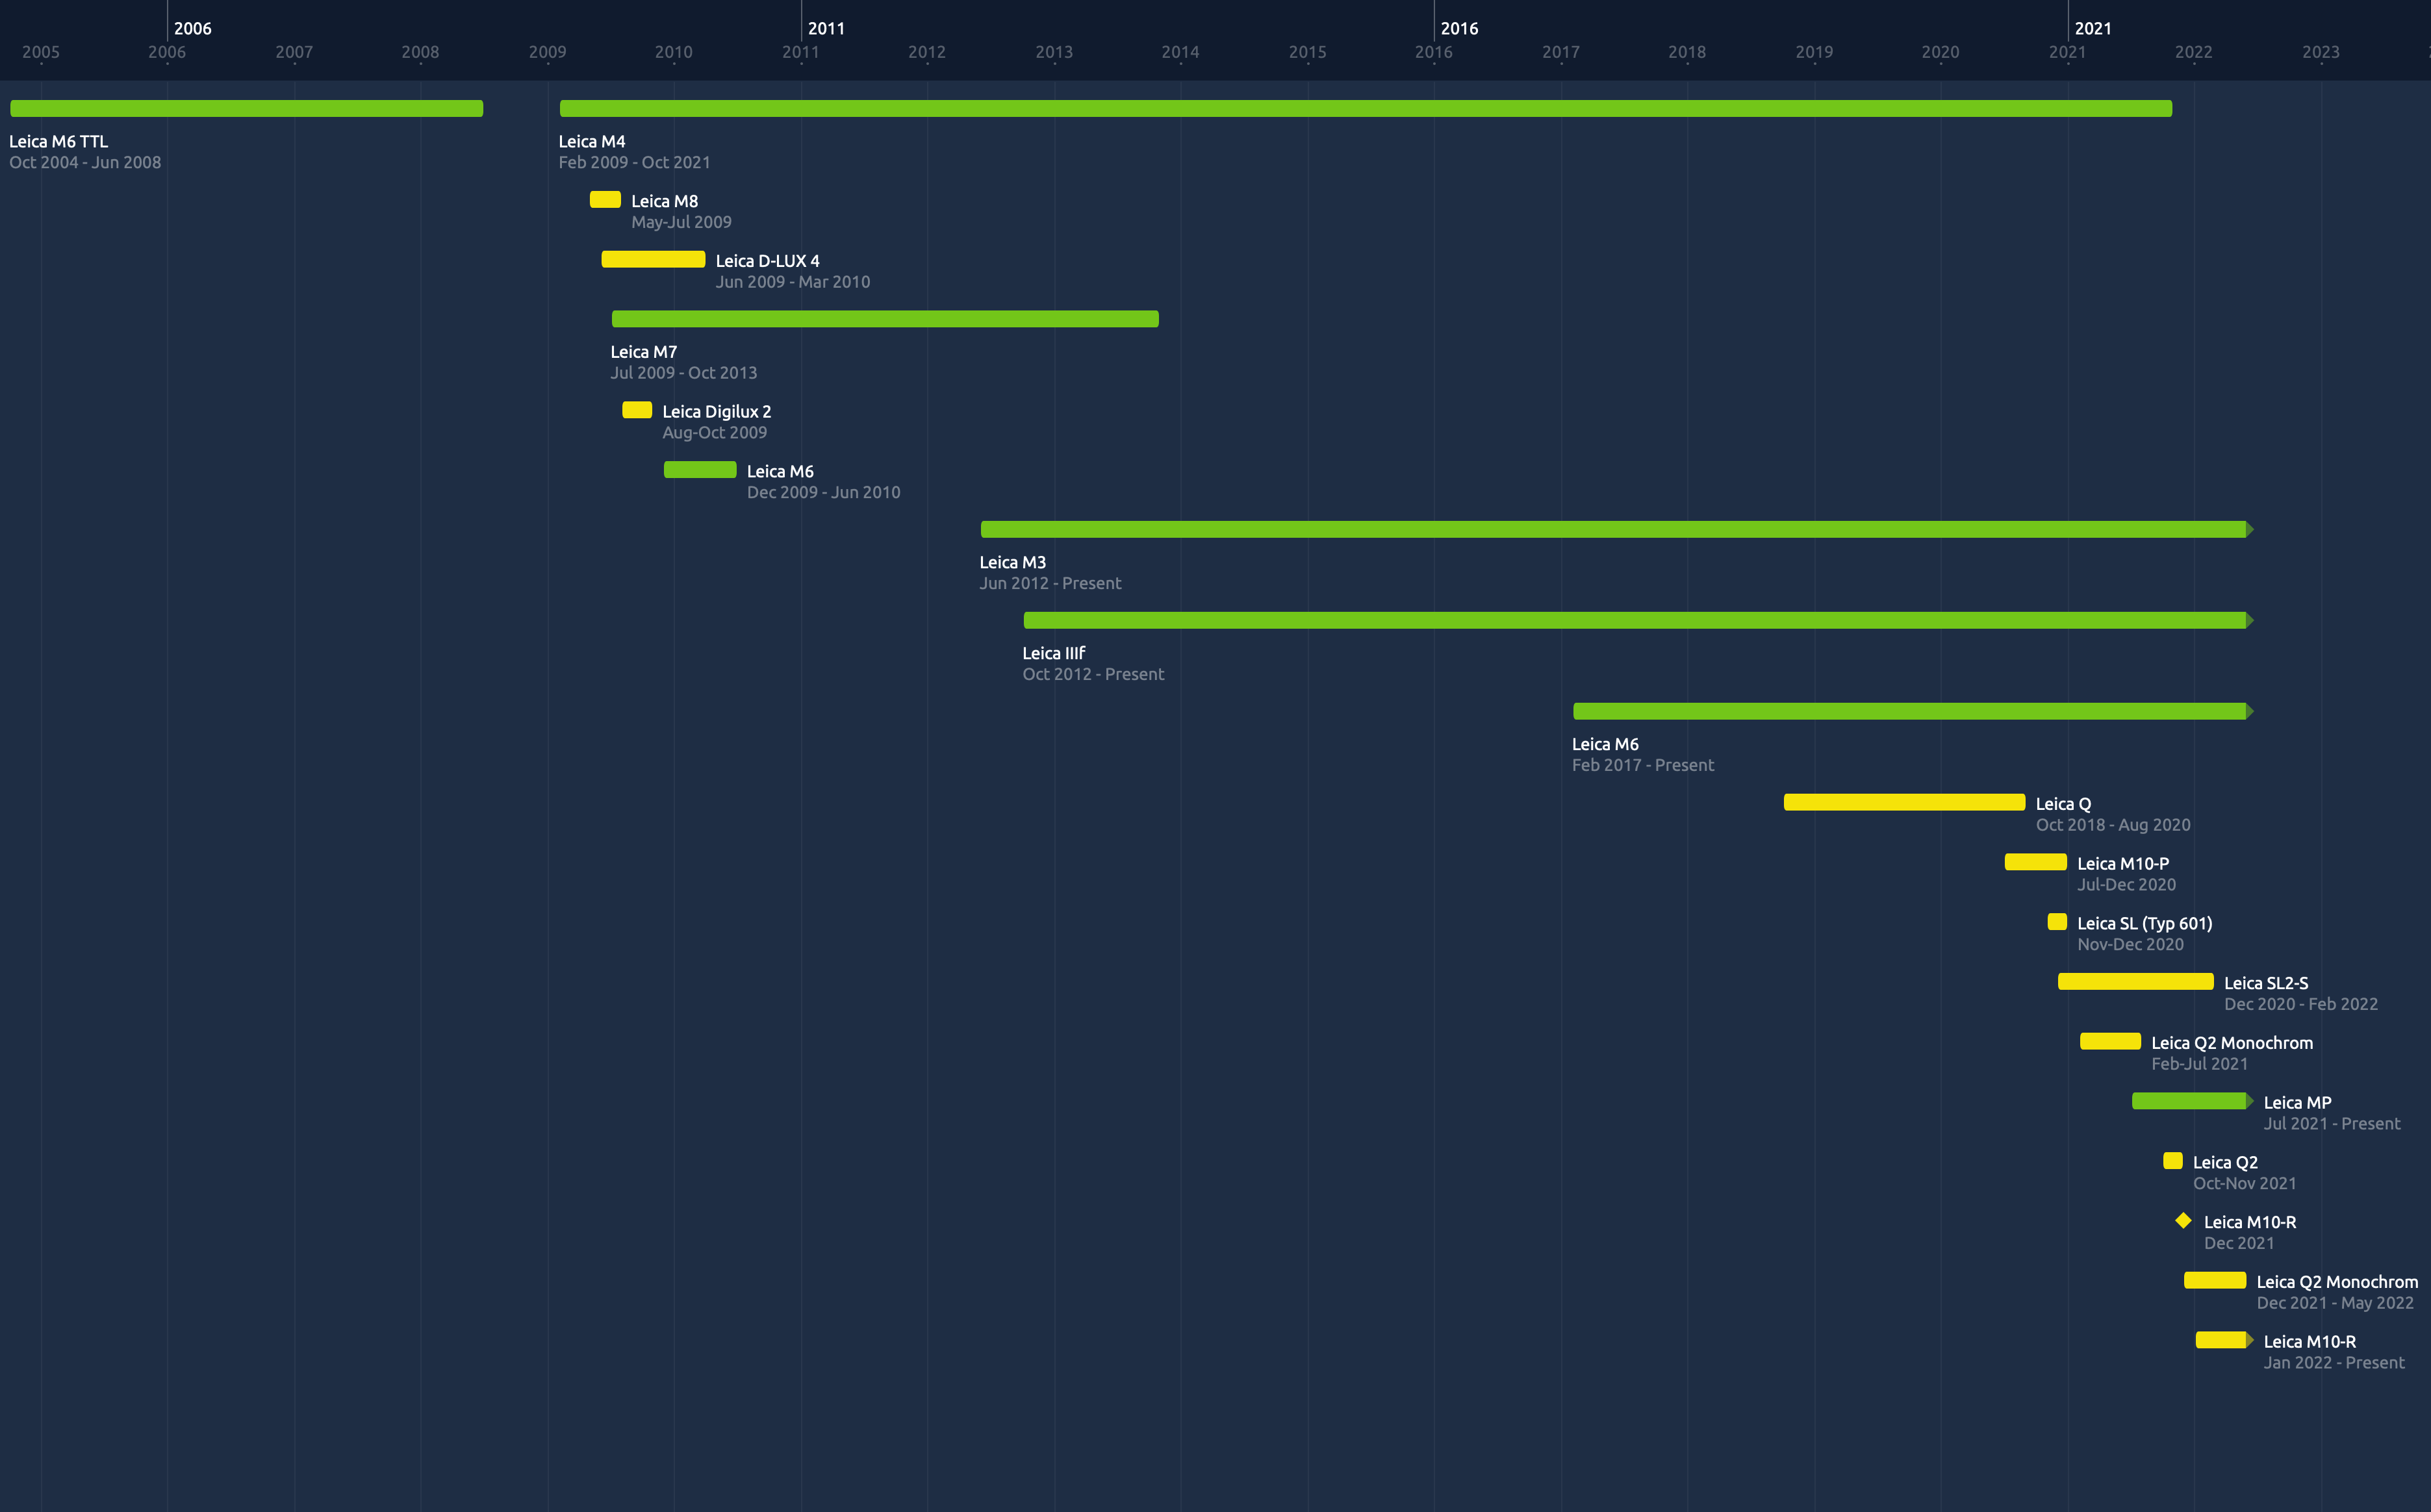 2006 2011 2016 2021
2005 2006 2007 2008 2009 2010 2011 2012 2013 2014 2015 2016 2017 2018 2019 2020 2021 2022 2023
Leica M6 TTL
Oct 2004 - Jun 2008
Leica M4
Feb 2009 - Oct 2021
Leica M8
May-Jul 2009
Leica D-LUX 4
Jun 2009 - Mar 2010
Leica M7
Jul 2009 - Oct 2013
Leica Digilux 2
Aug-Oct 2009
Leica M6
Dec 2009 - Jun 2010
Leica M3
Jun 2012 - Present
Leica IIIf
Oct 2012 - Present
Leica M6
Feb 2017 - Present
Leica Q
Oct 2018 - Aug 2020
Leica M10-P
Jul-Dec 2020
Leica SL (Typ 601)
Nov-Dec 2020
Leica SL2-S
Dec 2020 - Feb 2022
Leica Q2 Monochrom
Feb-Jul 2021
Leica MP
Jul 2021 - Present
Leica Q2
Oct-Nov 2021
Leica M10-R
Dec 2021
Leica Q2 Monochrom
Dec 2021 - May 2022
Leica M10-R
Jan 2022 - Present